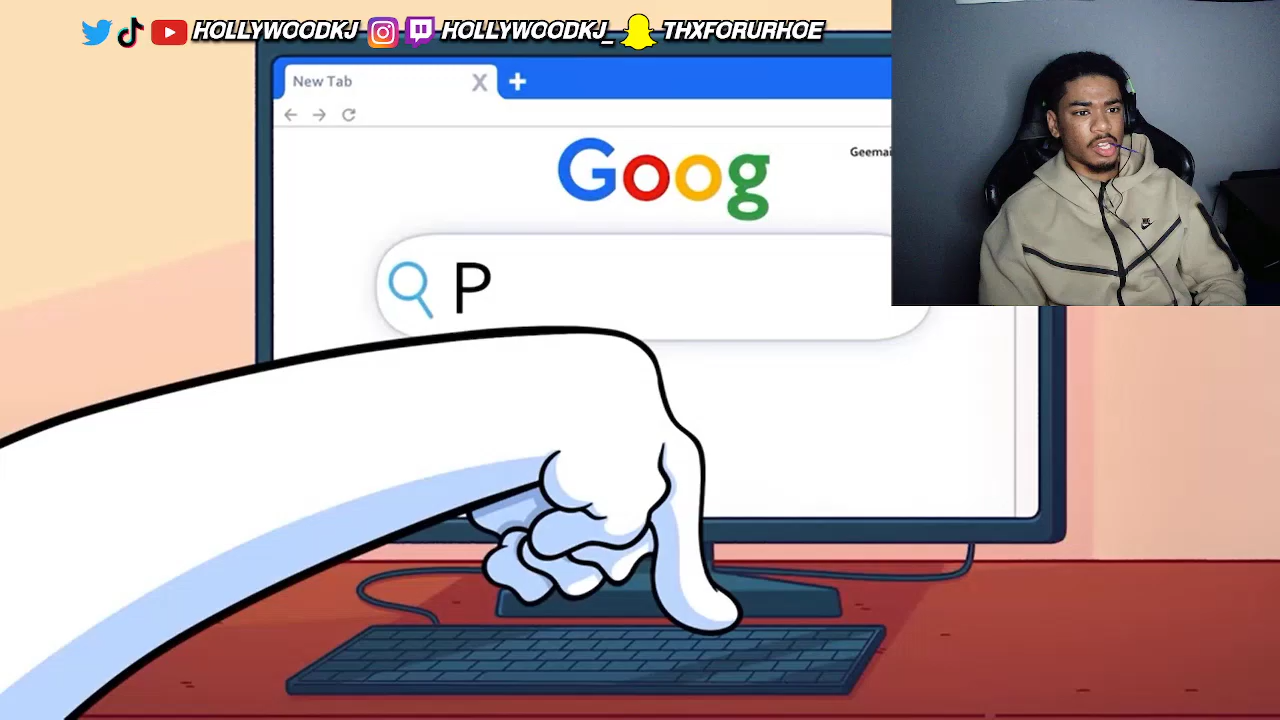 HOLLYWOODKJ HOLLYWOODKJ_ THXFORURHOE
New Tab X +
Goog
Geemai
P